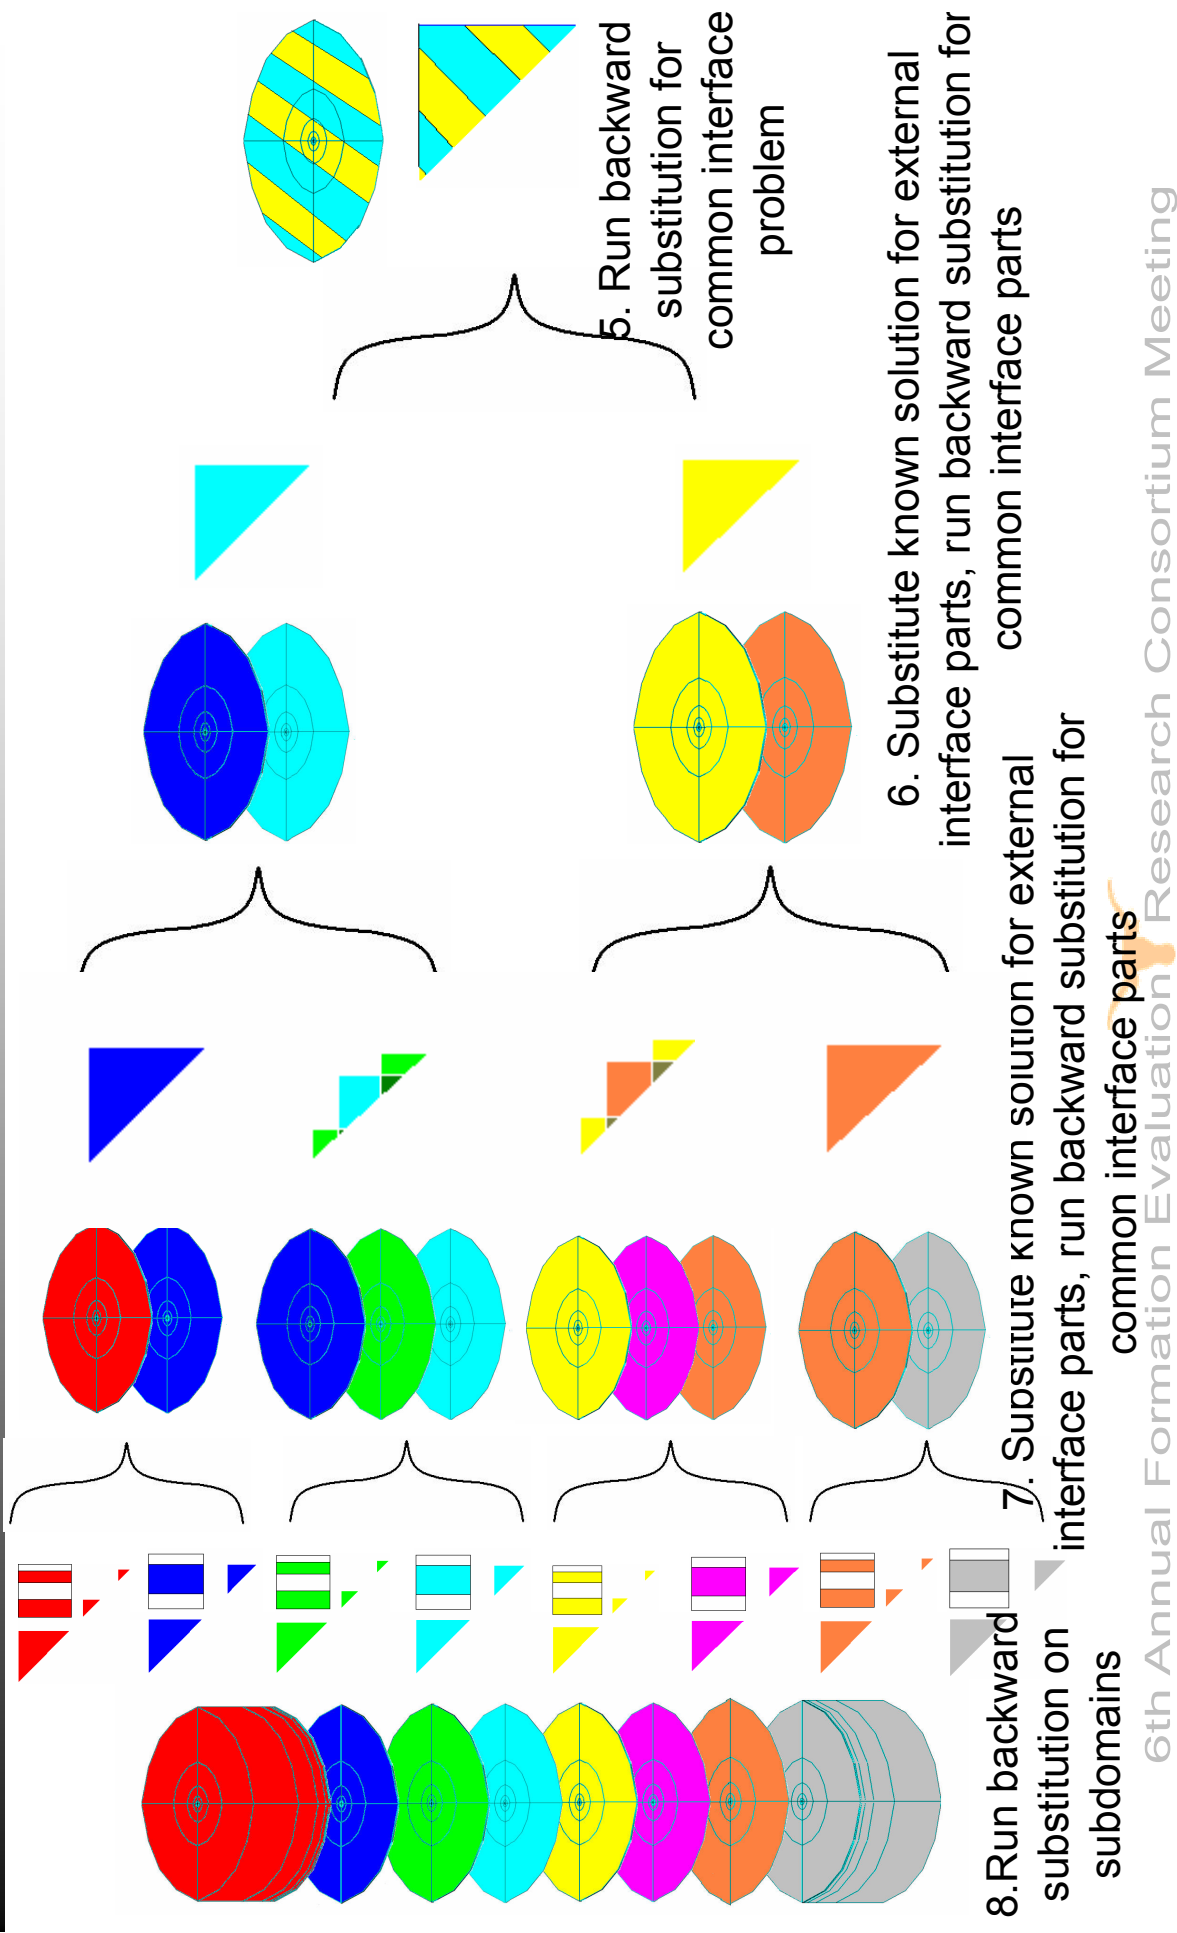 5. Run backward
substitution for
common interface
problem
6. Substitute known solution for external
interface parts, run backward substitution for
common interface parts
7. Substitute known solution for external
interface parts, run backward substitution for
common interface parts
8.Run backward
substitution on
subdomains
6th Annual Formation Evaluation Research Consortium Meeting